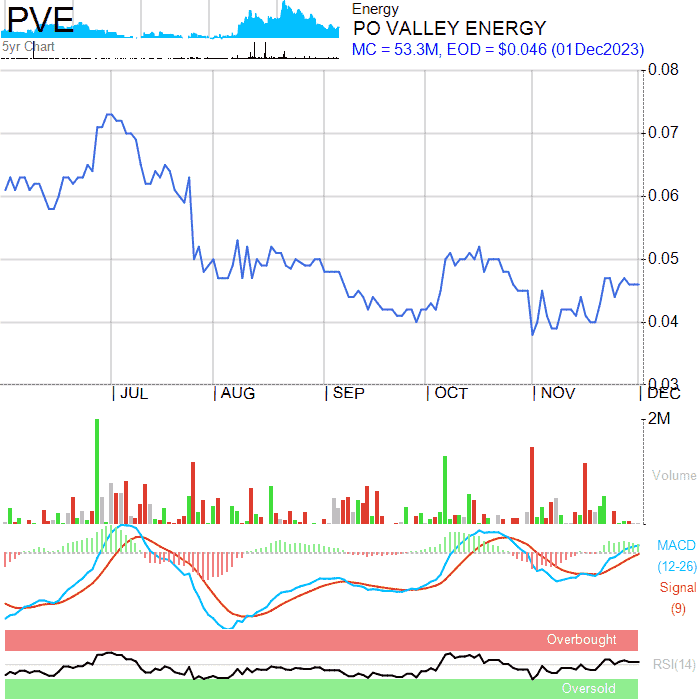 PVE
Energy
PO VALLEY ENERGY
5yr Chart
MC = 53.3M, EOD = $0.046 (01Dec2023)
0.08
0.07
0.06
0.05
0.04
0.03
JUL AUG SEP OCT NOV DEC
2M
Volume
MACD
(12-26)
Signal
(9)
Overbought
RSI(14)
Oversold